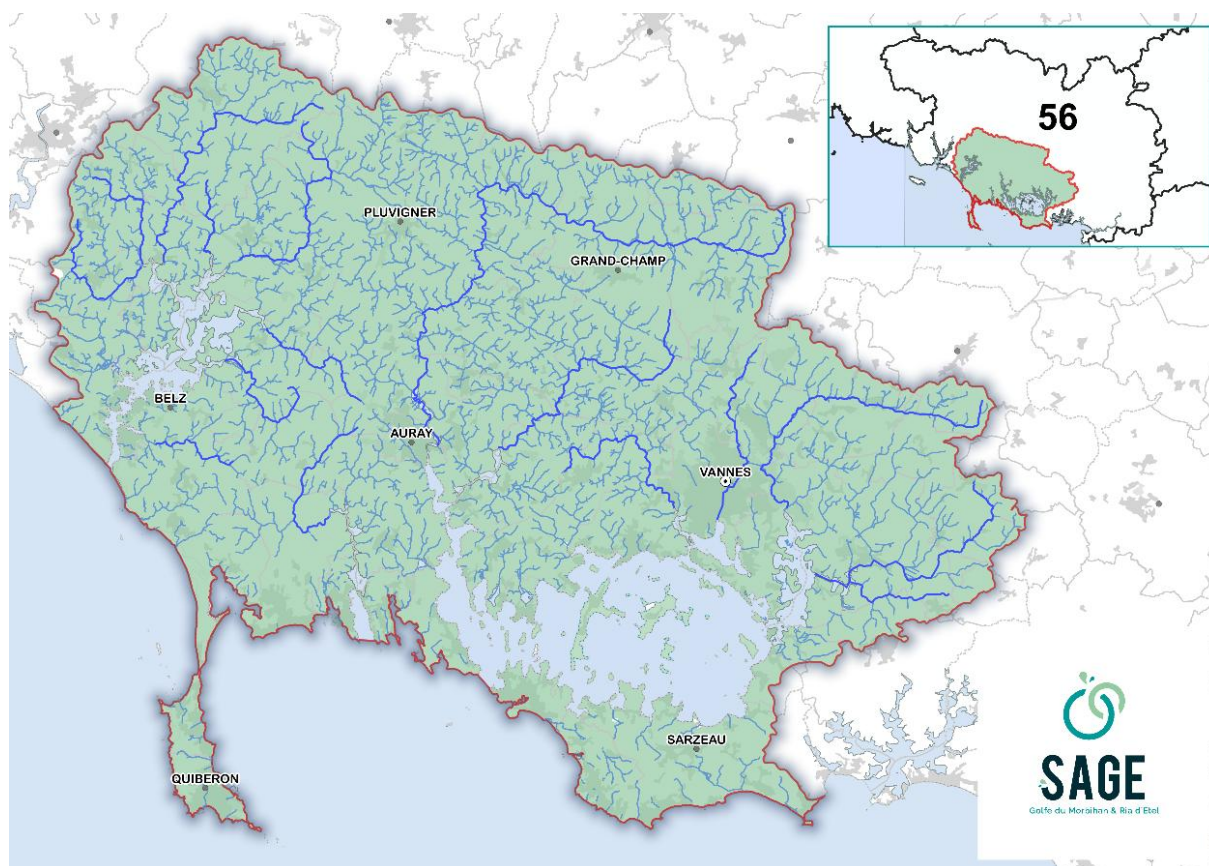 56
PLUVIGNER
GRAND-CHAMP
BELZ
AURAY
VANNES
SARZEAU
QUIBERON
SAGE
Golfe du Morbihan & Ria d'Etel